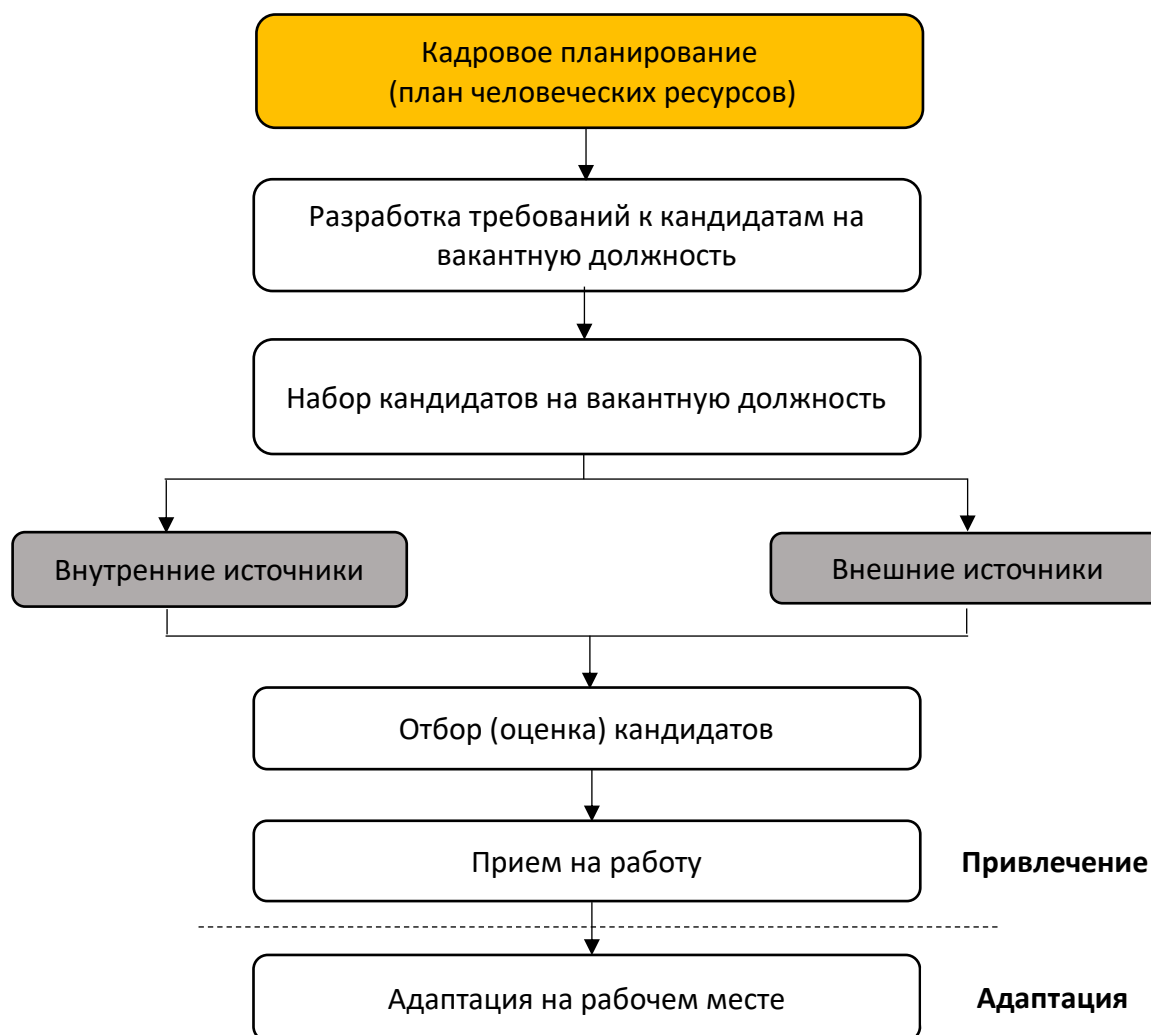 Кадровое планирование
(план человеческих ресурсов)
Разработка требований к кандидатам на
вакантную должность
Набор кандидатов на вакантную должность
Внутренние источники
Внешние источники
Отбор (оценка) кандидатов
Прием на работу
Привлечение
Адаптация на рабочем месте
Адаптация